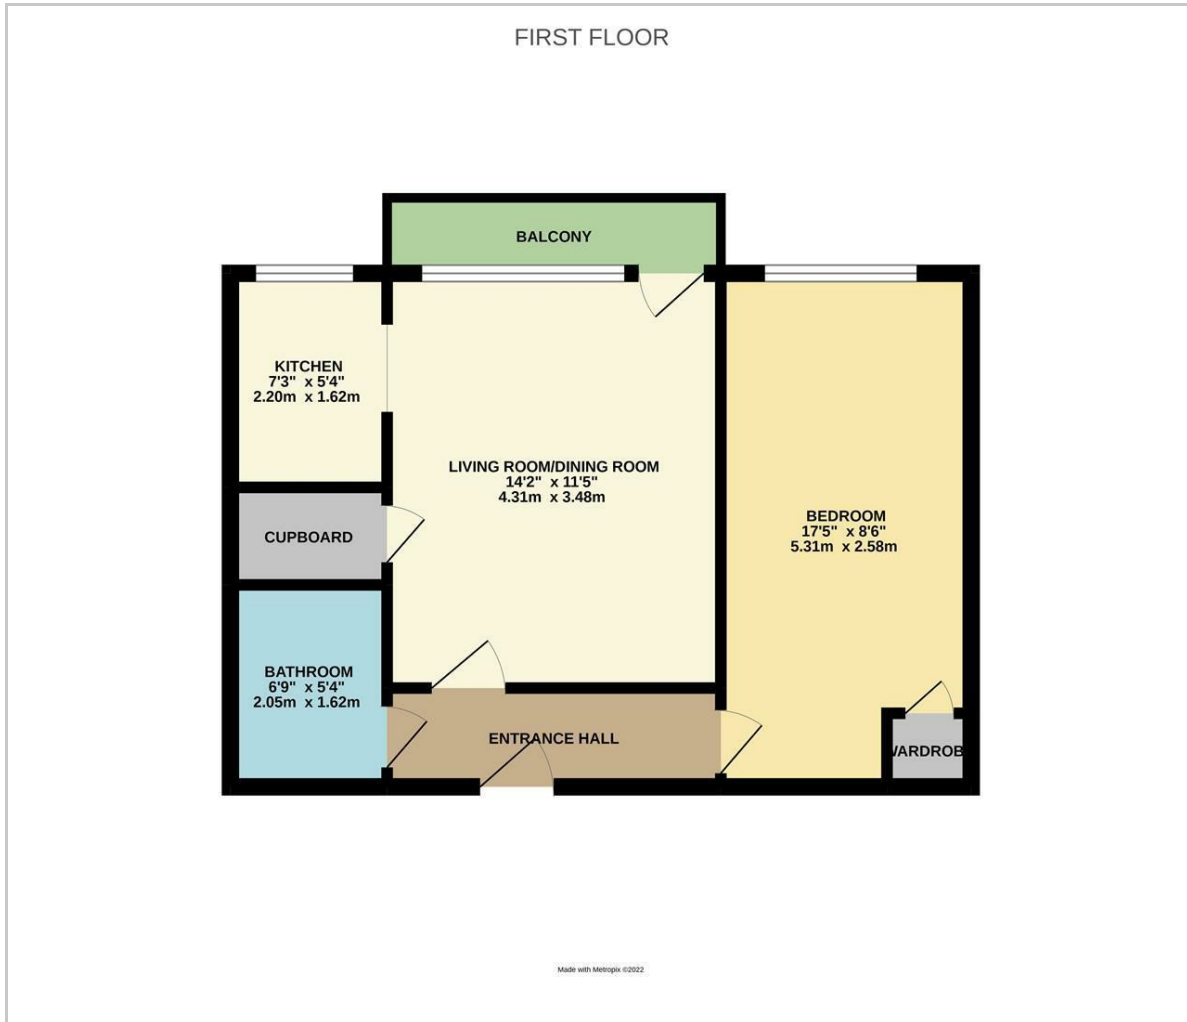 FIRST FLOOR
BALCONY
KITCHEN
7'3" x 5'4"
2.20m x 1.62m
LIVING ROOM/DINING ROOM
14'2" x 11'5"
4.31m x 3.48m
BEDROOM
17'5" x 8'6"
5.31m x 2.58m
CUPBOARD
BATHROOM
6'9" x 5'4"
2.05m x 1.62m
ENTRANCE HALL
WARDROB
Made with Metropix ©2022